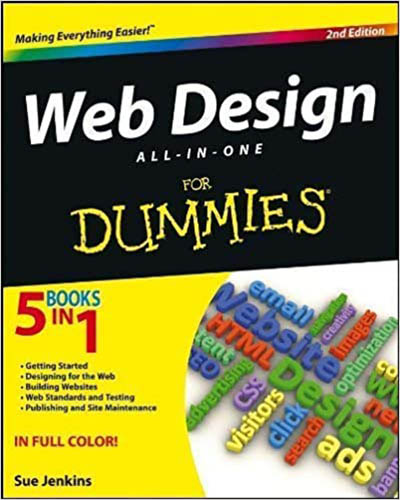 Making Everything Easier!™
2nd Edition
Web Design
ALL-IN-ONE
FOR
DUMMIES®
5 BOOKS
IN 1
• Getting Started
• Designing for the Web
• Building Websites
• Web Standards and Testing
• Publishing and Site Maintenance
IN FULL COLOR!
Sue Jenkins
email
Website
creativity
HTML
Images
optimization
advertising
CSS
Design
visitors
click
search
ads